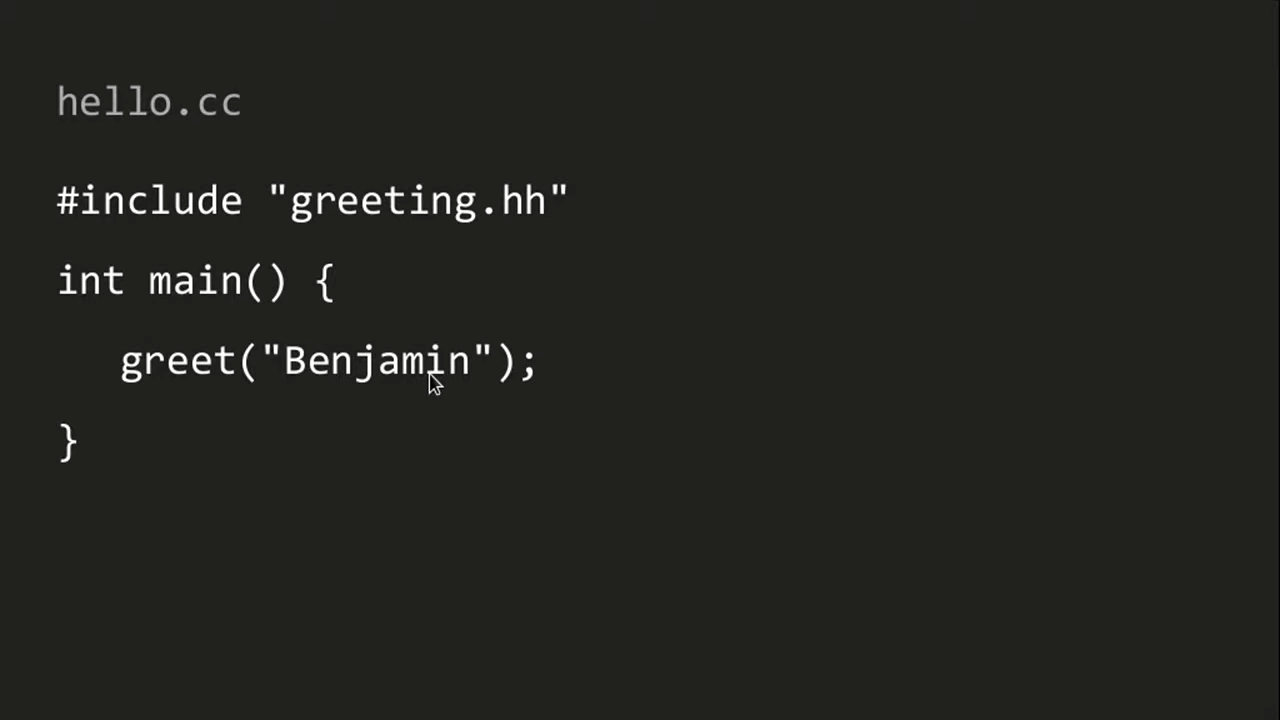 hello.cc
#include "greeting.hh"
int main() {
greet("Benjamin");
}